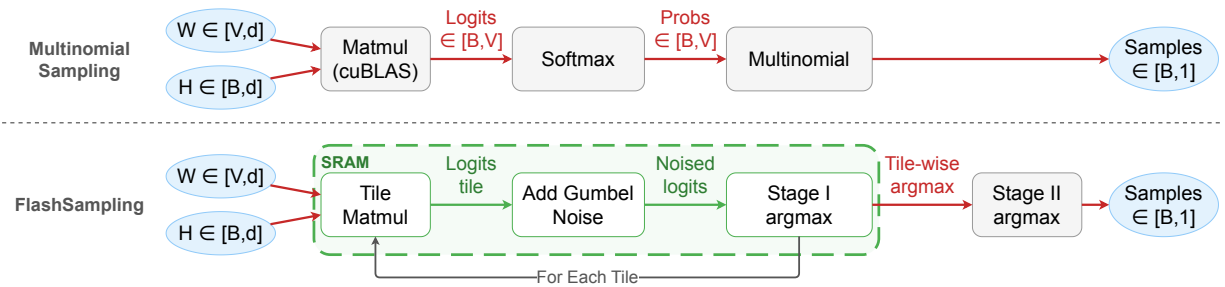 Multinomial
Sampling
W ∈ [V,d]
H ∈ [B,d]
Matmul
(cuBLAS)
Logits
∈ [B,V]
Softmax
Probs
∈ [B,V]
Multinomial
Samples
∈ [B,1]
FlashSampling
W ∈ [V,d]
H ∈ [B,d]
SRAM
Tile
Matmul
Logits
tile
Add Gumbel
Noise
Noised
logits
Stage I
argmax
Tile-wise
argmax
Stage II
argmax
Samples
∈ [B,1]
For Each Tile